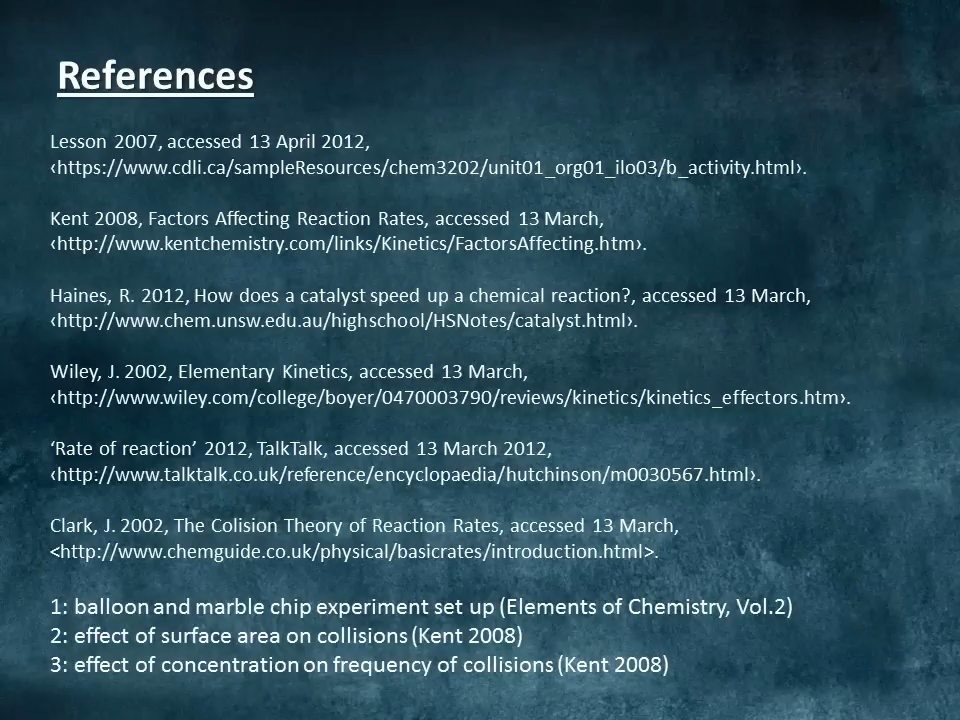 References
Lesson 2007, accessed 13 April 2012,
‹https://www.cdli.ca/sampleResources/chem3202/unit01_org01_ilo03/b_activity.html›.
Kent 2008, Factors Affecting Reaction Rates, accessed 13 March,
‹http://www.kentchemistry.com/links/Kinetics/FactorsAffecting.htm›.
Haines, R. 2012, How does a catalyst speed up a chemical reaction?, accessed 13 March,
‹http://www.chem.unsw.edu.au/highschool/HSNotes/catalyst.html›.
Wiley, J. 2002, Elementary Kinetics, accessed 13 March,
‹http://www.wiley.com/college/boyer/0470003790/reviews/kinetics/kinetics_effectors.htm›.
‘Rate of reaction’ 2012, TalkTalk, accessed 13 March 2012,
‹http://www.talktalk.co.uk/reference/encyclopaedia/hutchinson/m0030567.html›.
Clark, J. 2002, The Colision Theory of Reaction Rates, accessed 13 March,
<http://www.chemguide.co.uk/physical/basicrates/introduction.html>.
1: balloon and marble chip experiment set up (Elements of Chemistry, Vol.2)
2: effect of surface area on collisions (Kent 2008)
3: effect of concentration on frequency of collisions (Kent 2008)